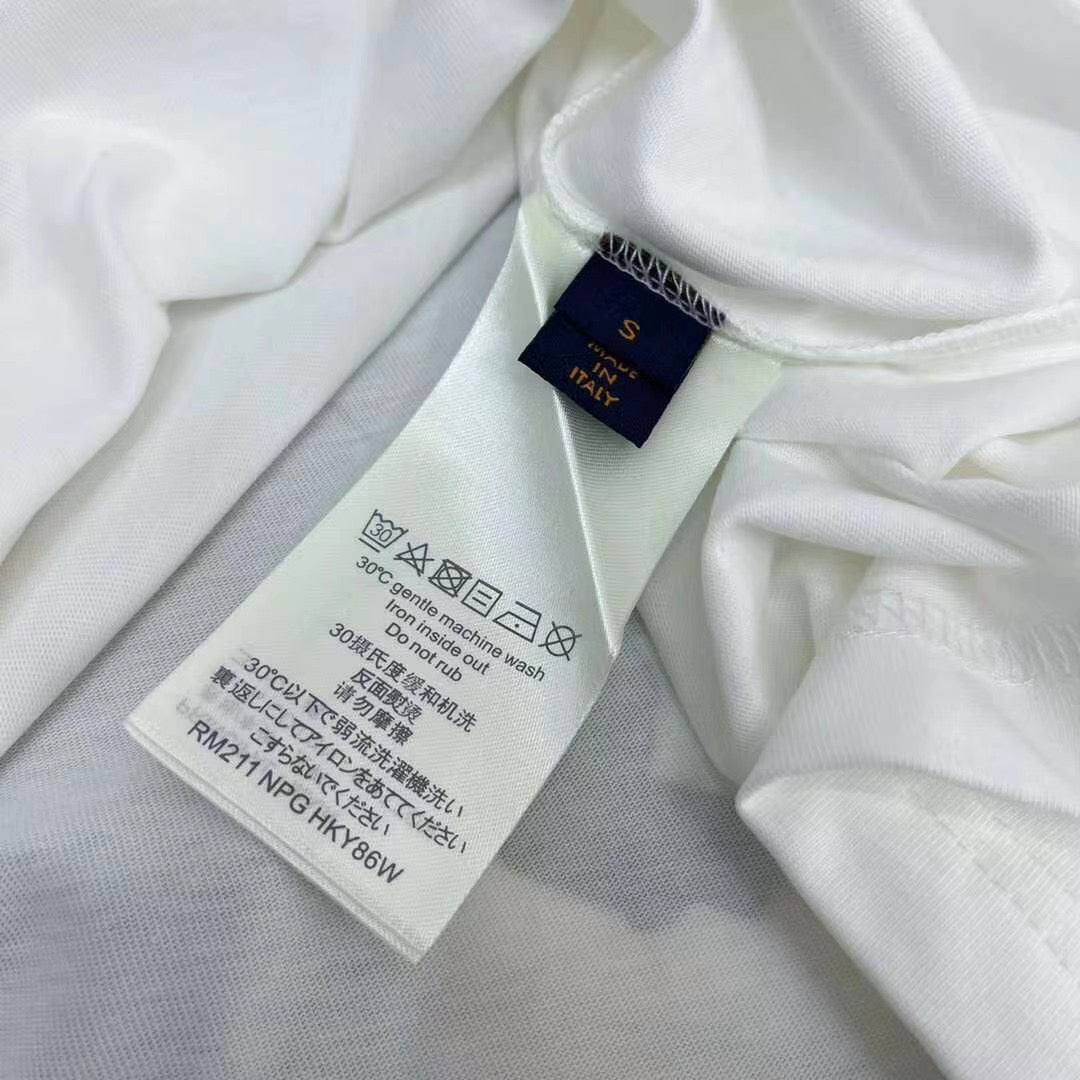 S
MADE
IN
ITALY
30
30°C gentle machine wash
Iron inside out
Do not rub
30摄氏度缓和机洗
反面熨烫
请勿摩擦
30℃以下で弱流洗濯機洗い
裏返しにしてアイロンをあててください
こすらないでください
RM211 NPG HKY86W